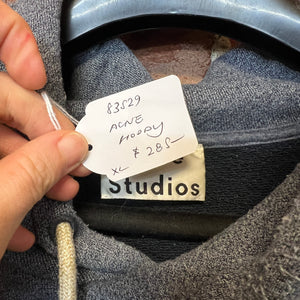 83529
ACNE
HOODY
$285-
XL
Studios